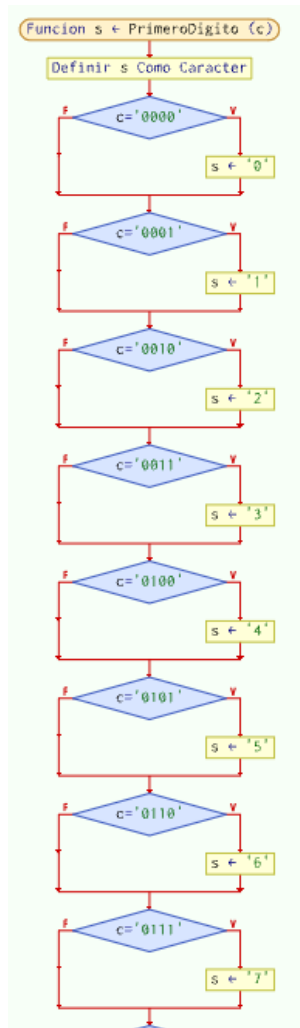 Funcion s ← PrimeroDigito (c)
Definir s Como Caracter
F c='0000' V
s ← '0'
F c='0001' V
s ← '1'
F c='0010' V
s ← '2'
F c='0011' V
s ← '3'
F c='0100' V
s ← '4'
F c='0101' V
s ← '5'
F c='0110' V
s ← '6'
F c='0111' V
s ← '7'